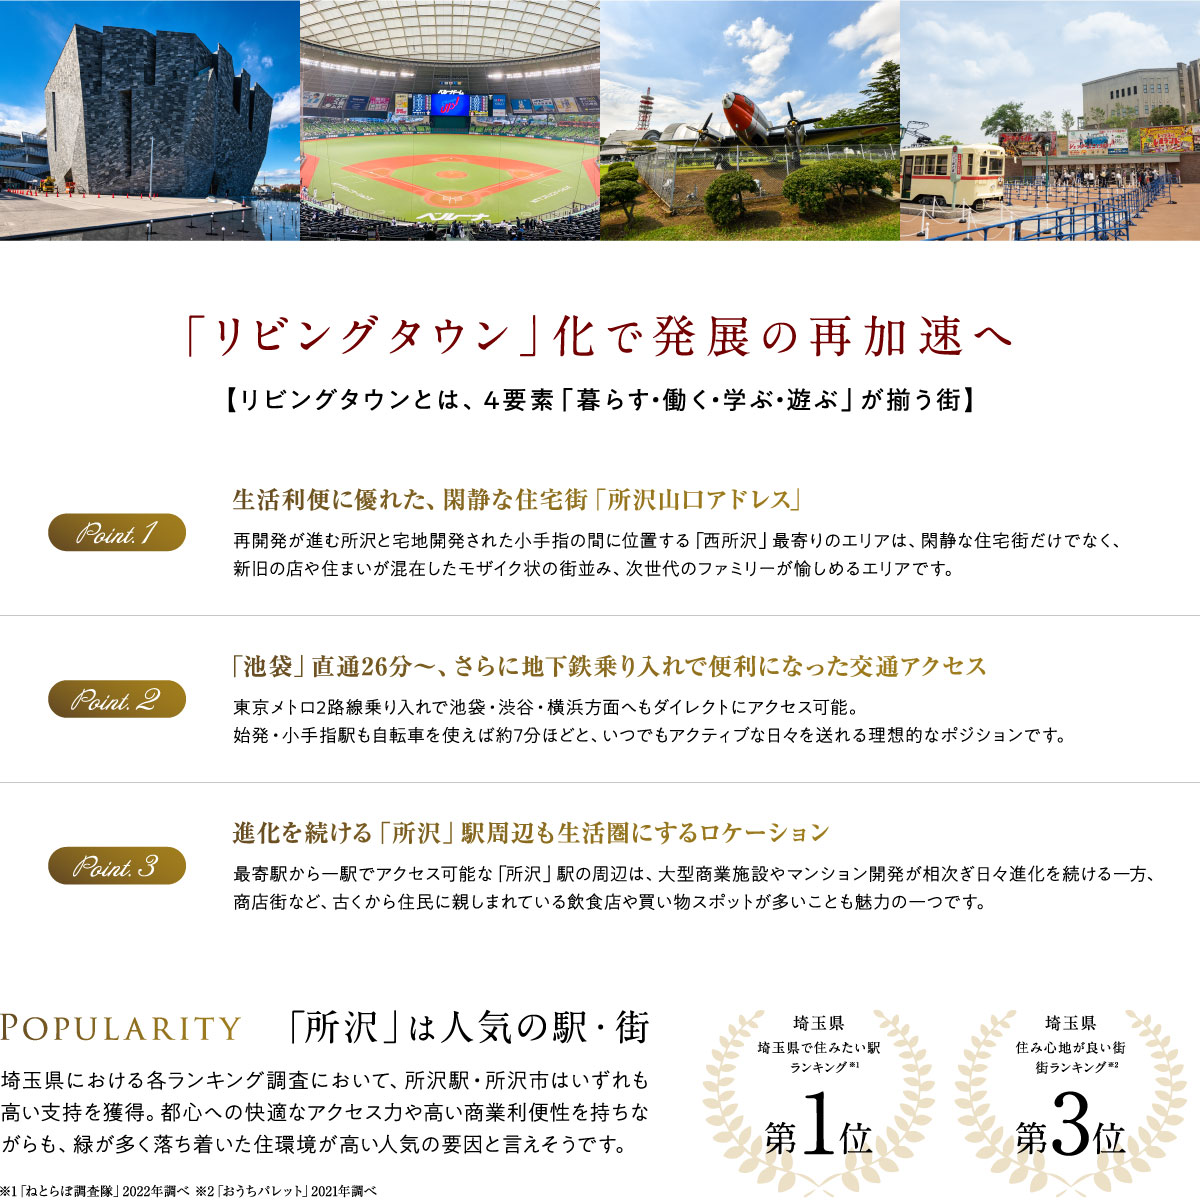 ベルーナドーム
ベルーナ
「リビングタウン」化で発展の再加速へ
【リビングタウンとは、4要素「暮らす・働く・学ぶ・遊ぶ」が揃う街】
Point.1
生活利便に優れた、閑静な住宅街「所沢山口アドレス」
再開発が進む所沢と宅地開発された小手指の間に位置する「西所沢」最寄りのエリアは、閑静な住宅街だけでなく、
新旧の店や住まいが混在したモザイク状の街並み、次世代のファミリーが愉しめるエリアです。
Point.2
「池袋」直通26分〜、さらに地下鉄乗り入れで便利になった交通アクセス
東京メトロ2路線乗り入れで池袋・渋谷・横浜方面へもダイレクトにアクセス可能。
始発・小手指駅も自転車を使えば約7分ほどと、いつでもアクティブな日々を送れる理想的なポジションです。
Point.3
進化を続ける「所沢」駅周辺も生活圏にするロケーション
最寄駅から一駅でアクセス可能な「所沢」駅の周辺は、大型商業施設やマンション開発が相次ぎ日々進化を続ける一方、
商店街など、古くから住民に親しまれている飲食店や買い物スポットが多いことも魅力の一つです。
POPULARITY 「所沢」は人気の駅・街
埼玉県における各ランキング調査において、所沢駅・所沢市はいずれも
高い支持を獲得。都心への快適なアクセス力や高い商業利便性を持ちな
がらも、緑が多く落ち着いた住環境が高い人気の要因と言えそうです。
※1「ねとらぼ調査隊」2022年調べ ※2「おうちパレット」2021年調べ
埼玉県
埼玉県で住みたい駅
ランキング※1
第1位
埼玉県
住み心地が良い街
街ランキング※2
第3位